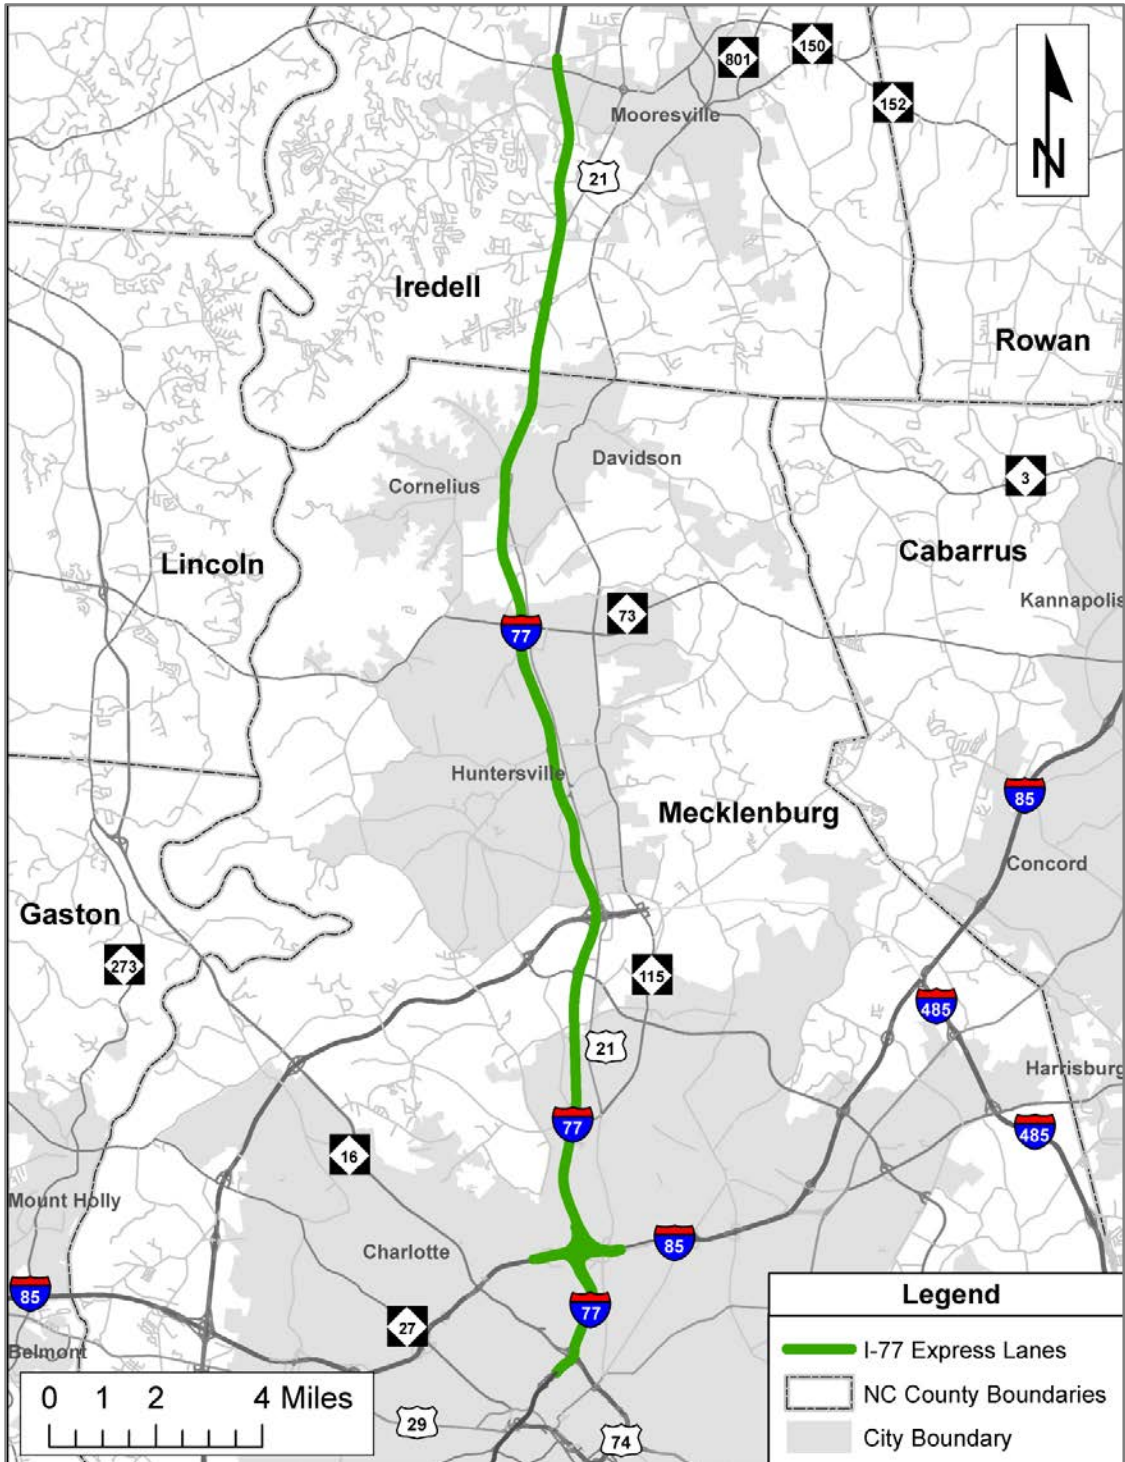 801
150
152
Mooresville
N
21
Iredell
Rowan
Davidson
3
Cornelius
Cabarrus
Lincoln
Kannapolis
73
77
Huntersville
85
Mecklenburg
Concord
Gaston
273
115
485
21
Harrisburg
77
485
16
Mount Holly
Charlotte
85
85
77
27
Belmont
29
74
0 1 2 4 Miles
Legend
I-77 Express Lanes
NC County Boundaries
City Boundary